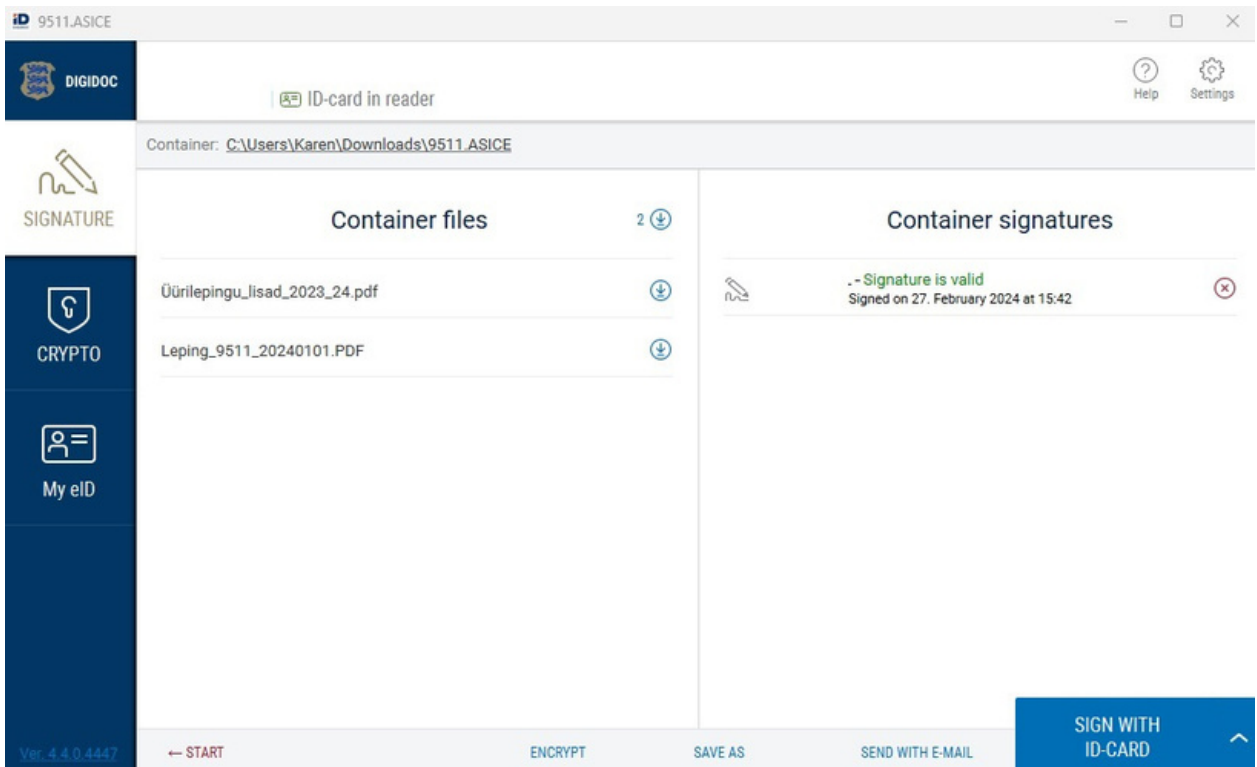 9511.ASICE
DIGIDOC
ID-card in reader
Help
Settings
Container: C:\Users\Karen\Downloads\9511.ASICE
SIGNATURE
CRYPTO
My eID
Ver. 4.4.0.4447
Container files
2
Üürilepingu_lisad_2023_24.pdf
Leping_9511_20240101.PDF
Container signatures
. - Signature is valid
Signed on 27. February 2024 at 15:42
← START
ENCRYPT
SAVE AS
SEND WITH E-MAIL
SIGN WITH
ID-CARD